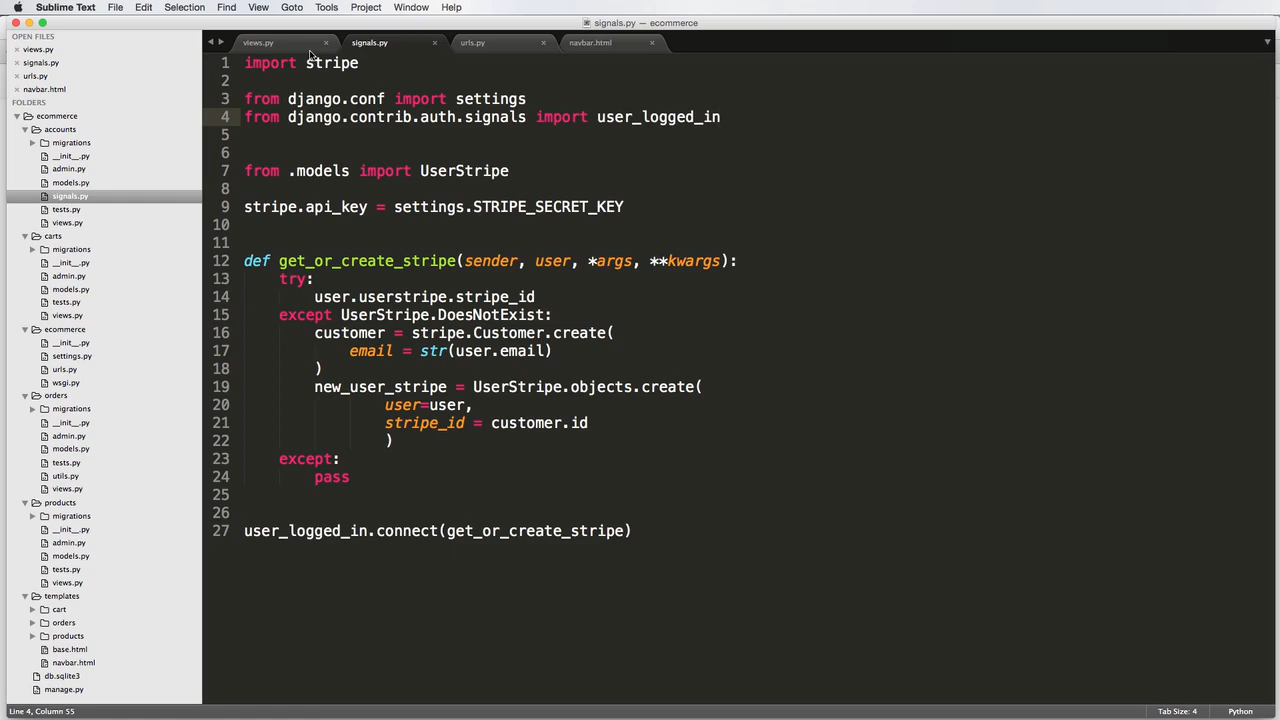 Sublime Text File Edit Selection Find View Goto Tools Project Window Help
signals.py — ecommerce
OPEN FILES
views.py
signals.py
urls.py
navbar.html
FOLDERS
ecommerce
accounts
migrations
__init__.py
admin.py
models.py
signals.py
tests.py
views.py
carts
migrations
__init__.py
admin.py
models.py
tests.py
views.py
ecommerce
__init__.py
settings.py
urls.py
wsgi.py
orders
migrations
__init__.py
admin.py
models.py
tests.py
utils.py
views.py
products
migrations
__init__.py
admin.py
models.py
tests.py
views.py
templates
cart
orders
products
base.html
navbar.html
db.sqlite3
manage.py
views.py signals.py urls.py navbar.html
1 import stripe
2
3 from django.conf import settings
4 from django.contrib.auth.signals import user_logged_in
5
6
7 from .models import UserStripe
8
9 stripe.api_key = settings.STRIPE_SECRET_KEY
10
11
12 def get_or_create_stripe(sender, user, *args, **kwargs):
13 try:
14 user.userstripe.stripe_id
15 except UserStripe.DoesNotExist:
16 customer = stripe.Customer.create(
17 email = str(user.email)
18 )
19 new_user_stripe = UserStripe.objects.create(
20 user=user,
21 stripe_id = customer.id
22 )
23 except:
24 pass
25
26
27 user_logged_in.connect(get_or_create_stripe)
Line 4, Column 55 Tab Size: 4 Python